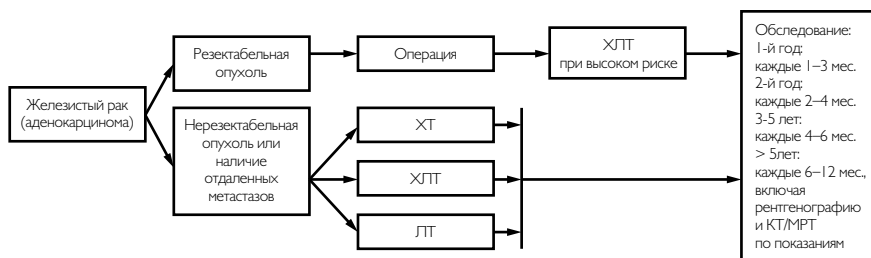 Железистый рак
(аденокарцинома)
Резектабельная
опухоль
Операция
ХЛТ
при высоком риске
Нерезектабельная
опухоль или
наличие
отдаленных
метастазов
ХТ
ХЛТ
ЛТ
Обследование:
1-й год:
каждые 1–3 мес.
2-й год:
каждые 2–4 мес.
3-5 лет:
каждые 4–6 мес.
> 5лет:
каждые 6–12 мес.,
включая
рентгенографию
и КТ/МРТ
по показаниям